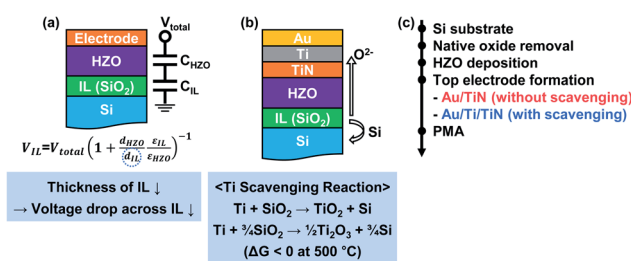 (a)
V_total
Electrode
HZO
C_HZO
IL (SiO₂)
C_IL
Si
V_IL=V_total(1 + d_HZO/d_IL ε_IL/ε_HZO)⁻¹
Thickness of IL ↓
→ Voltage drop across IL ↓
(b)
Au
Ti
O²⁻
TiN
HZO
IL (SiO₂)
Si
Si
<Ti Scavenging Reaction>
Ti + SiO₂ → TiO₂ + Si
Ti + ¾SiO₂ → ½Ti₂O₃ + ¾Si
(ΔG < 0 at 500 °C)
(c)
Si substrate
Native oxide removal
HZO deposition
Top electrode formation
- Au/TiN (without scavenging)
- Au/Ti/TiN (with scavenging)
PMA